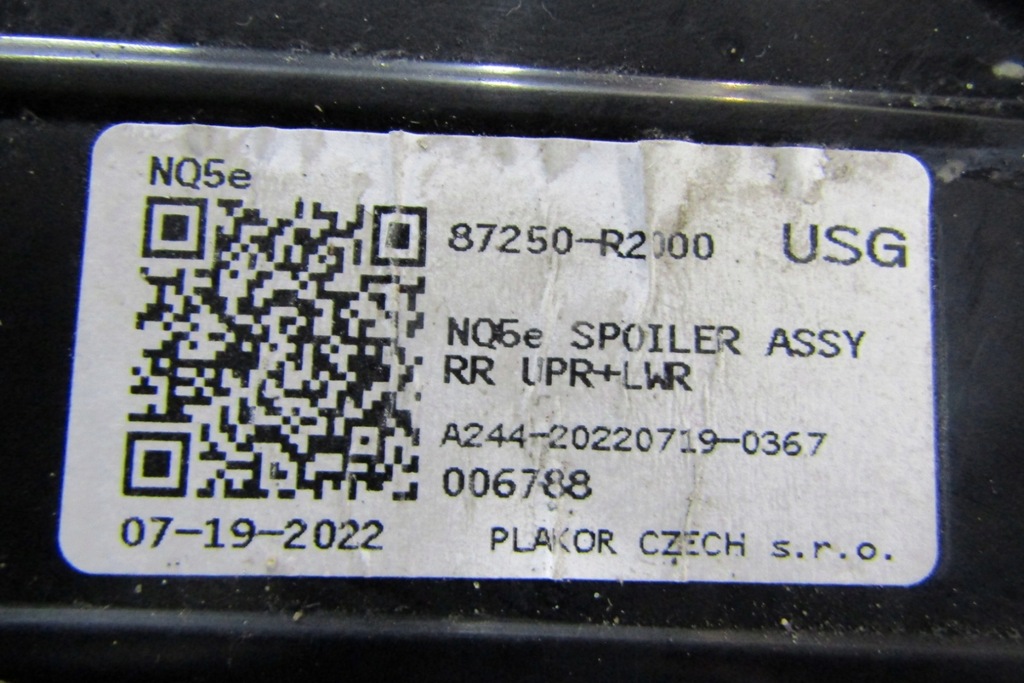 NQ5e
87250-R2000 USG
NQ5e SPOILER ASSY
RR UPR+LWR
A244-20220719-0367
006788
07-19-2022
PLAKOR CZECH s.r.o.